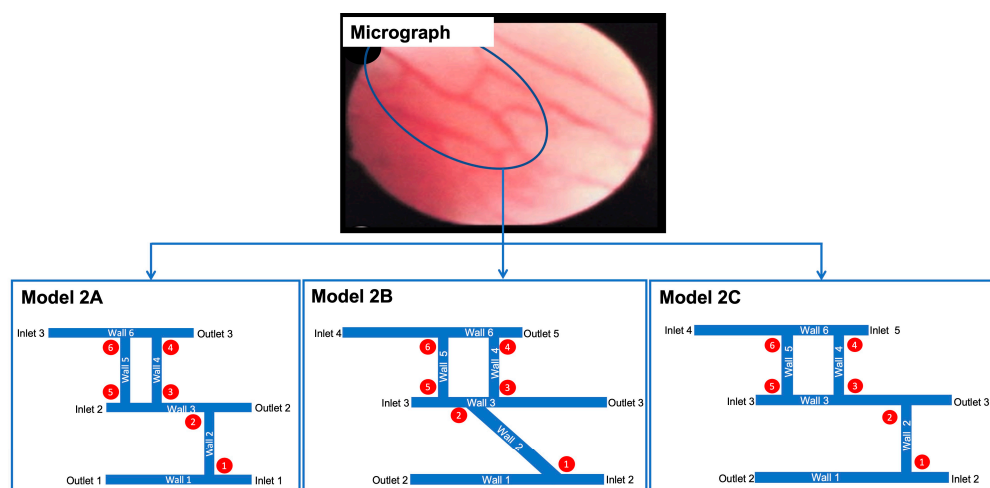 Micrograph
Model 2A
Inlet 3 Wall 6 Outlet 3
6 4
Wall 5 Wall 4
5 3
Inlet 2 Wall 3 Outlet 2
2
Wall 2
1
Outlet 1 Wall 1 Inlet 1
Model 2B
Inlet 4 Wall 6 Outlet 5
6 4
Wall 5 Wall 4
5 3
Inlet 3 Wall 3 Outlet 3
2
Wall 2
1
Outlet 2 Wall 1 Inlet 2
Model 2C
Inlet 4 Wall 6 Inlet 5
6 4
Wall 5 Wall 4
5 3
Inlet 3 Wall 3 Outlet 3
2
Wall 2
1
Outlet 2 Wall 1 Inlet 2